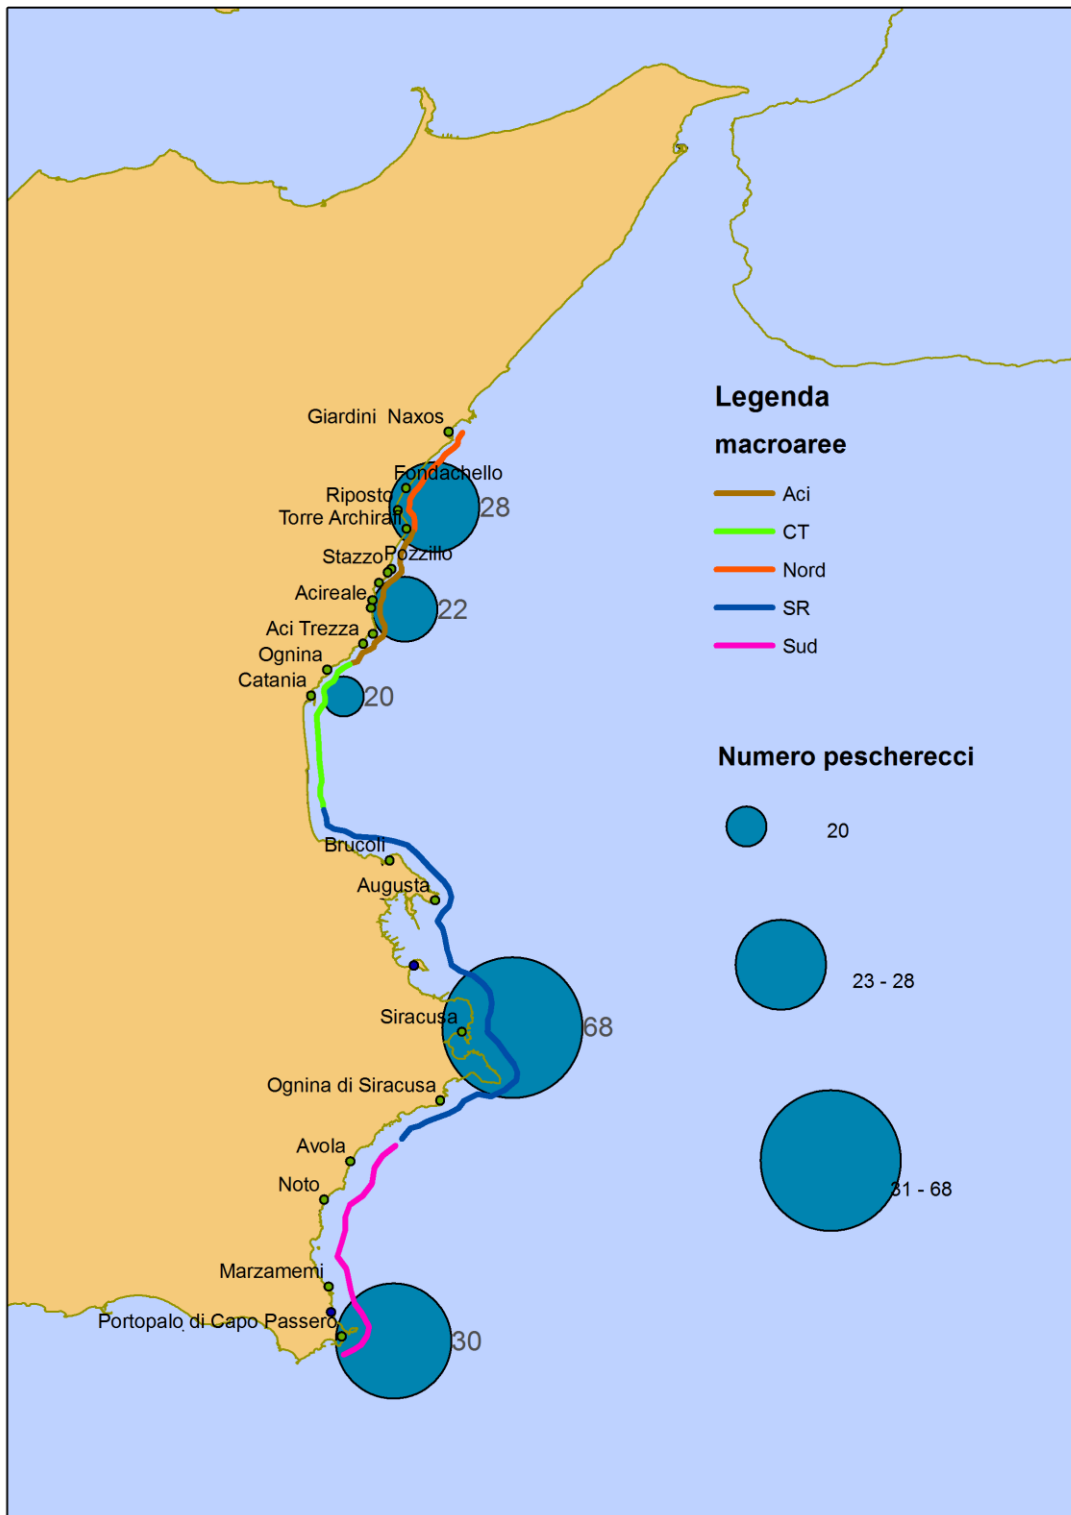 Giardini Naxos
Fondachello
Riposto
28
Torre Archirafi
Pozzillo
Stazzo
Acireale
22
Aci Trezza
Ognina
Catania
20
Brucoli
Augusta
Siracusa
68
Ognina di Siracusa
Avola
Noto
Marzamemi
Portopalo di Capo Passero
30
Legenda
macroaree
Aci
CT
Nord
SR
Sud
Numero pescherecci
20
23 - 28
31 - 68